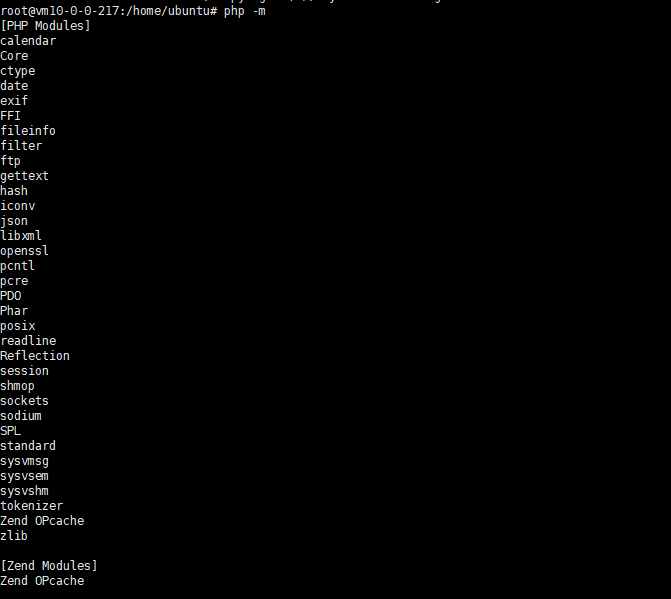 root@vm10-0-0-217:/home/ubuntu# php -m
[PHP Modules]
calendar
Core
ctype
date
exif
FFI
fileinfo
filter
ftp
gettext
hash
iconv
json
libxml
openssl
pcntl
pcre
PDO
Phar
posix
readline
Reflection
session
shmop
sockets
sodium
SPL
standard
sysvmsg
sysvsem
sysvshm
tokenizer
Zend OPcache
zlib
[Zend Modules]
Zend OPcache